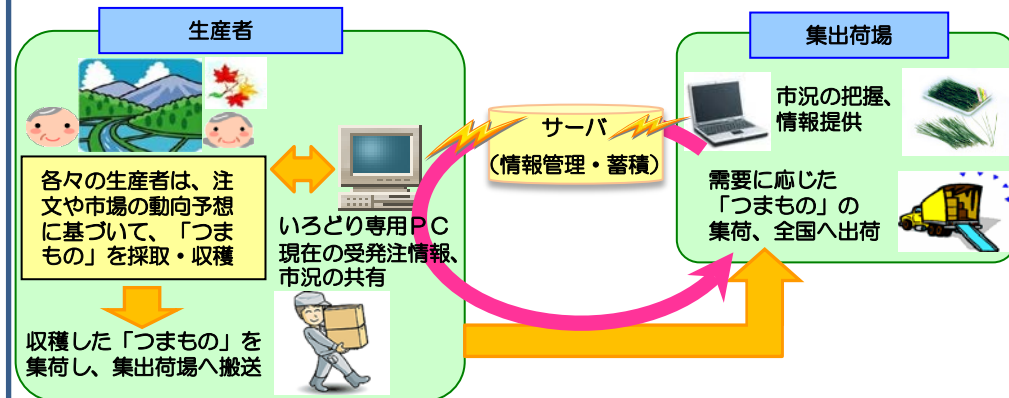 生産者
各々の生産者は、注
文や市場の動向予想
に基づいて、「つま
もの」を採取・収穫
いろどり専用ＰＣ
現在の受発注情報、
市況の共有
収穫した「つまもの」を
集荷し、集出荷場へ搬送
サーバ
（情報管理・蓄積）
集出荷場
市況の把握、
情報提供
需要に応じた
「つまもの」の
集荷、全国へ出荷